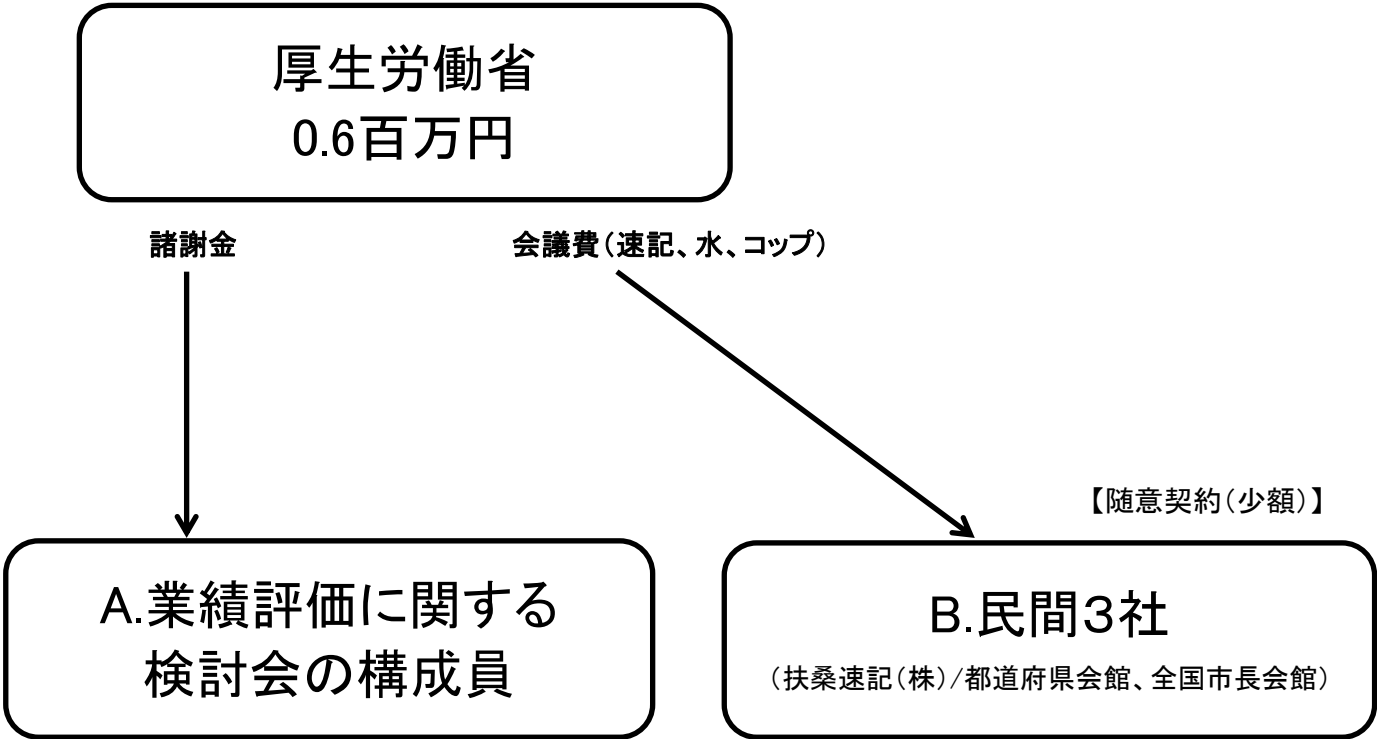 厚生労働省
0.6百万円
諸謝金
会議費（速記、水、コップ）
【随意契約（少額）】
A.業績評価に関する
検討会の構成員
B.民間３社
（扶桑速記（株）/都道府県会館、全国市長会館）